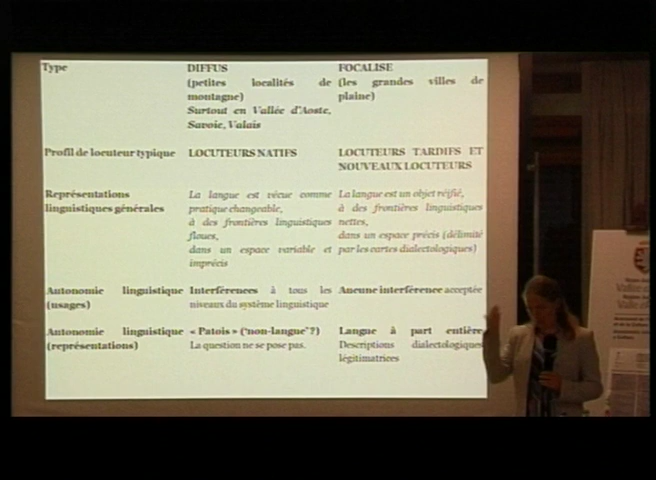 Type DIFFUS FOCALISE
(petites localités de (les grandes villes de
montagne) plaine)
Surtout en Vallée d'Aoste,
Savoie, Valais
Profil de locuteur typique LOCUTEURS NATIFS LOCUTEURS TARDIFS ET
NOUVEAUX LOCUTEURS
Représentations La langue est vécue comme La langue est un objet réifié,
linguistiques générales pratique changeable, à des frontières linguistiques
à des frontières linguistiques nettes,
floues, dans un espace précis (délimité
dans un espace variable et par les cartes dialectologiques)
imprécis
Autonomie linguistique Interférences à tous les Aucune interférence acceptée
(usages) niveaux du système linguistique
Autonomie linguistique « Patois » ("non-langue"?) Langue à part entière
(représentations) La question ne se pose pas. Descriptions dialectologiques
légitimatrices